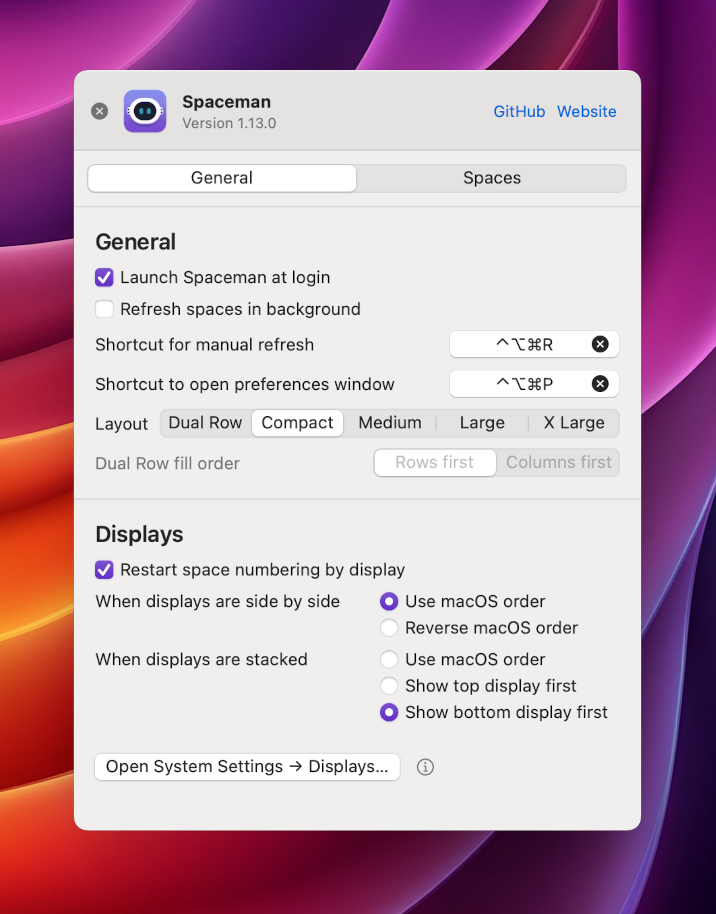 Spaceman
Version 1.13.0
GitHub Website
General Spaces
General
Launch Spaceman at login
Refresh spaces in background
Shortcut for manual refresh ^⌥⌘R
Shortcut to open preferences window ^⌥⌘P
Layout Dual Row Compact Medium Large X Large
Dual Row fill order Rows first Columns first
Displays
Restart space numbering by display
When displays are side by side Use macOS order
Reverse macOS order
When displays are stacked Use macOS order
Show top display first
Show bottom display first
Open System Settings → Displays...